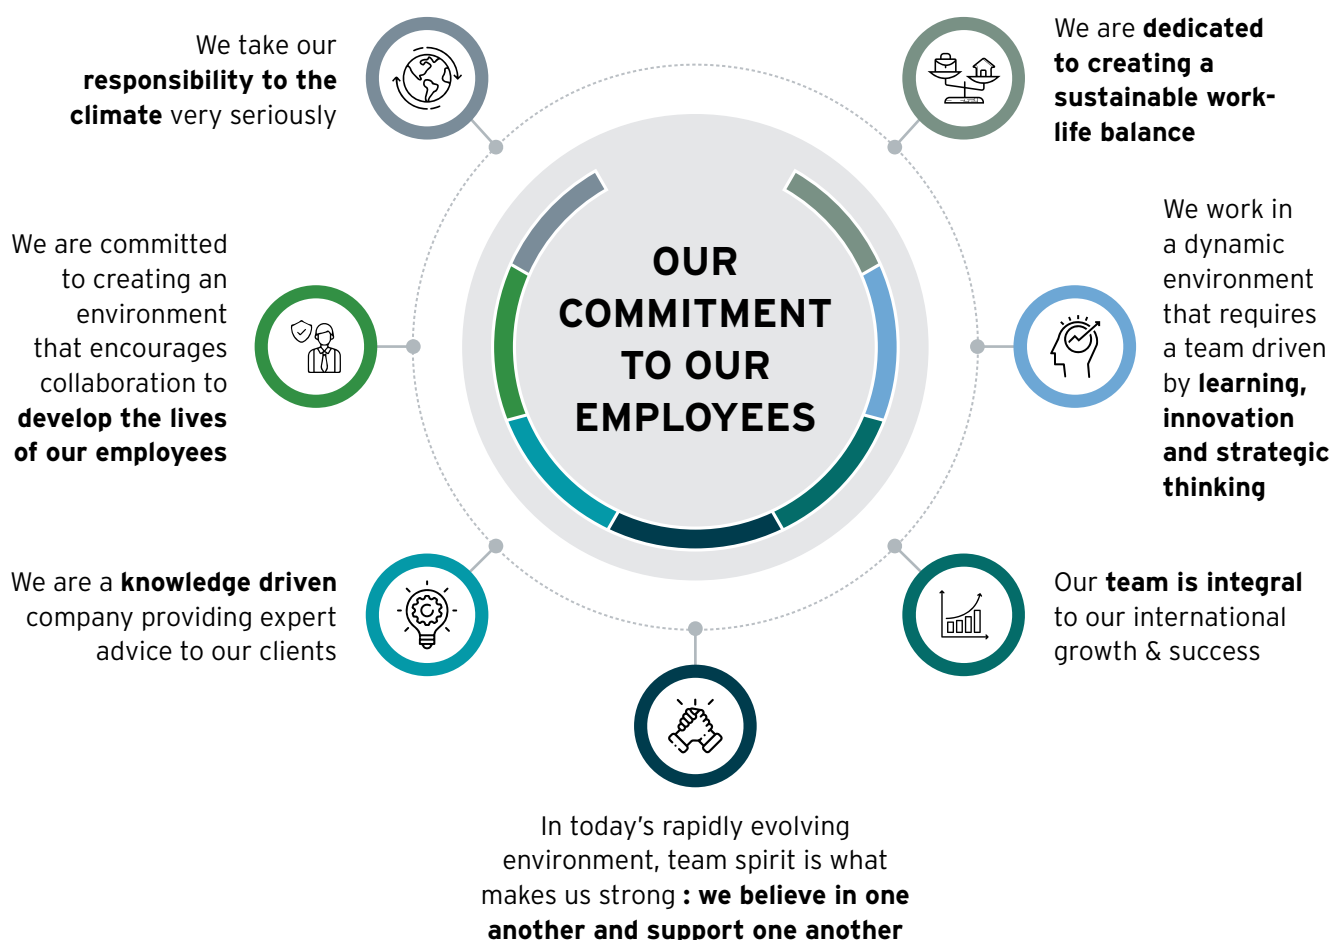 We take our
responsibility to the
climate very seriously
We are dedicated
to creating a
sustainable work-
life balance
We are committed
to creating an
environment
that encourages
collaboration to
develop the lives
of our employees
OUR
COMMITMENT
TO OUR
EMPLOYEES
We work in
a dynamic
environment
that requires
a team driven
by learning,
innovation
and strategic
thinking
We are a knowledge driven
company providing expert
advice to our clients
Our team is integral
to our international
growth & success
In today's rapidly evolving
environment, team spirit is what
makes us strong : we believe in one
another and support one another